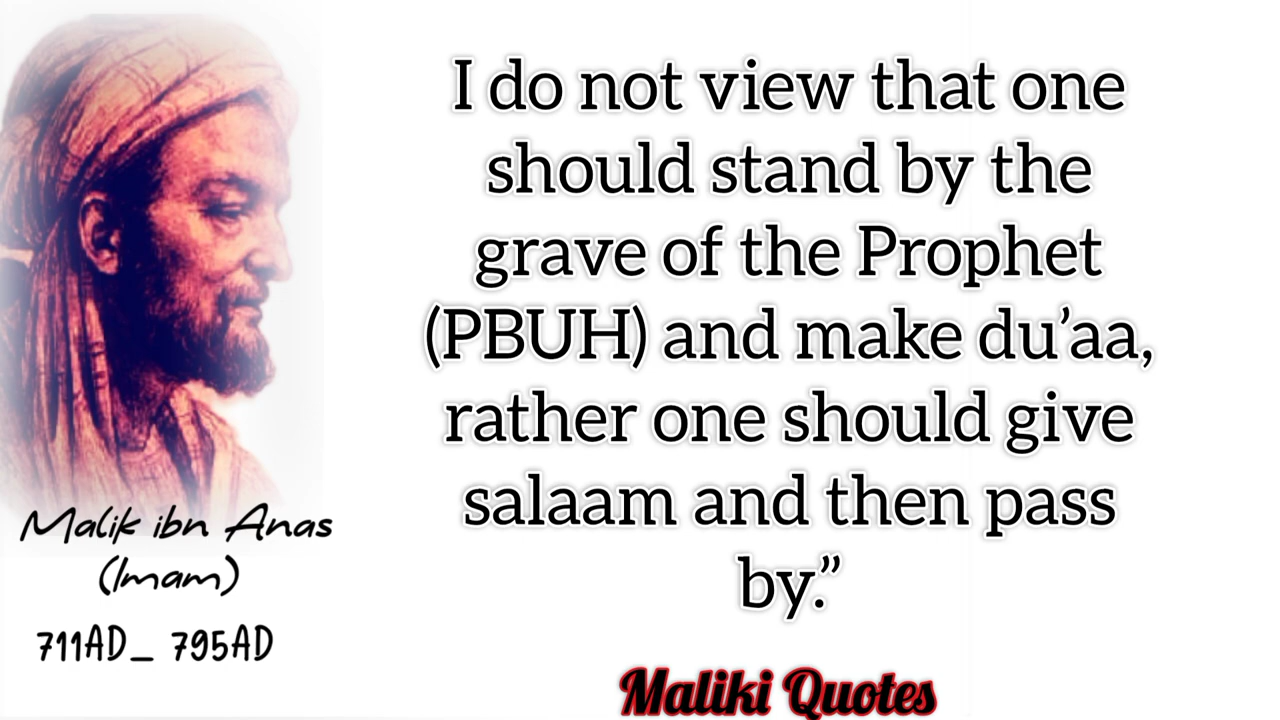 I do not view that one
should stand by the
grave of the Prophet
(PBUH) and make du’aa,
rather one should give
salaam and then pass
by.”
Malik ibn Anas
(Imam)
711AD_ 795AD
Maliki Quotes